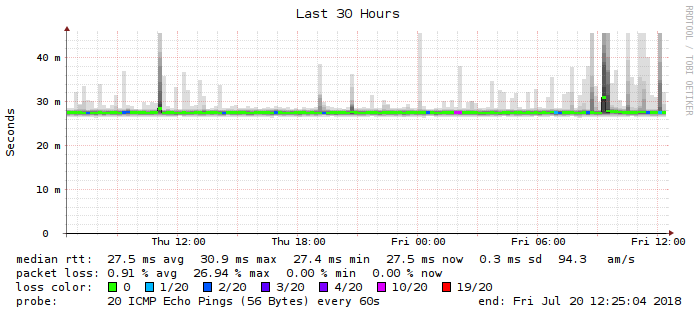 Last 30 Hours
RRDTOOL / TOBI OETIKER
Seconds
40 m
30 m
20 m
10 m
0
Thu 12:00 Thu 18:00 Fri 00:00 Fri 06:00 Fri 12:00
median rtt: 27.5 ms avg 30.9 ms max 27.4 ms min 27.5 ms now 0.3 ms sd 94.3 am/s
packet loss: 0.91 % avg 26.94 % max 0.00 % min 0.00 % now
loss color: 0 1/20 2/20 3/20 4/20 10/20 19/20
probe: 20 ICMP Echo Pings (56 Bytes) every 60s end: Fri Jul 20 12:25:04 2018